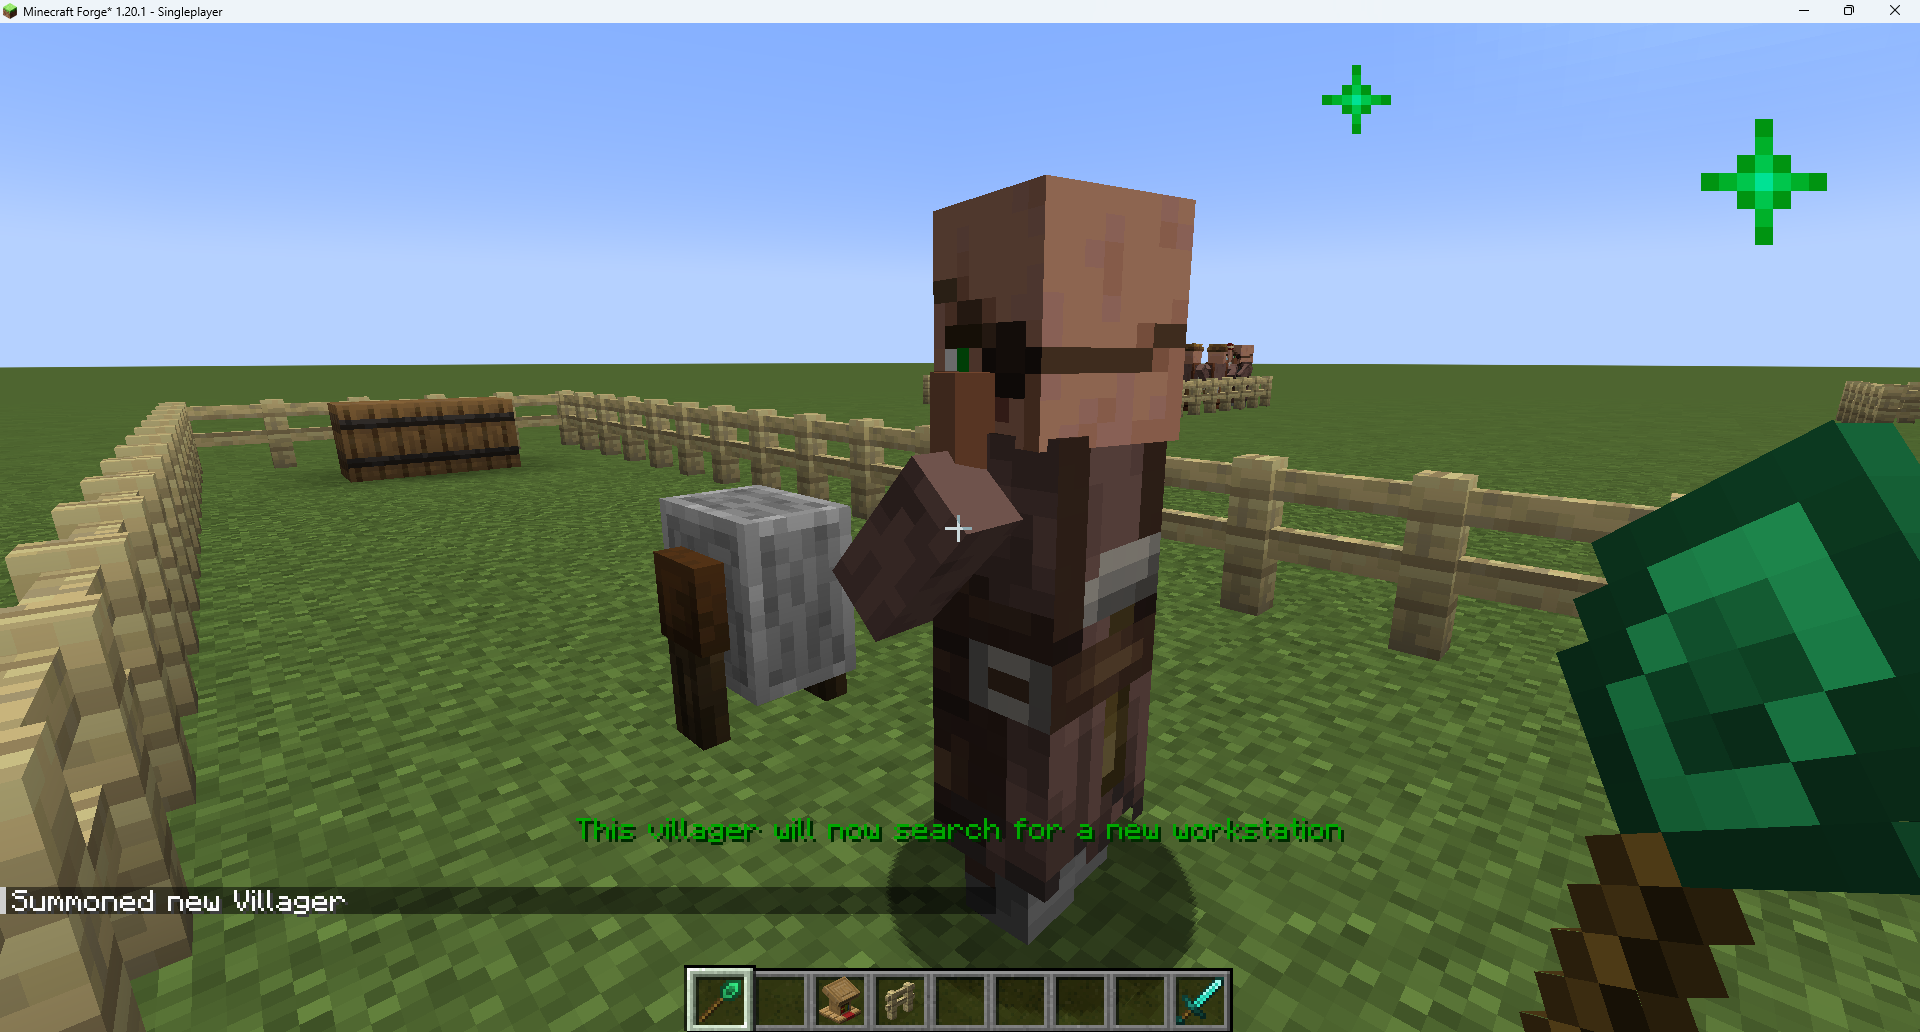 Minecraft Forge* 1.20.1 - Singleplayer
This villager will now search for a new workstation
Summoned new Villager